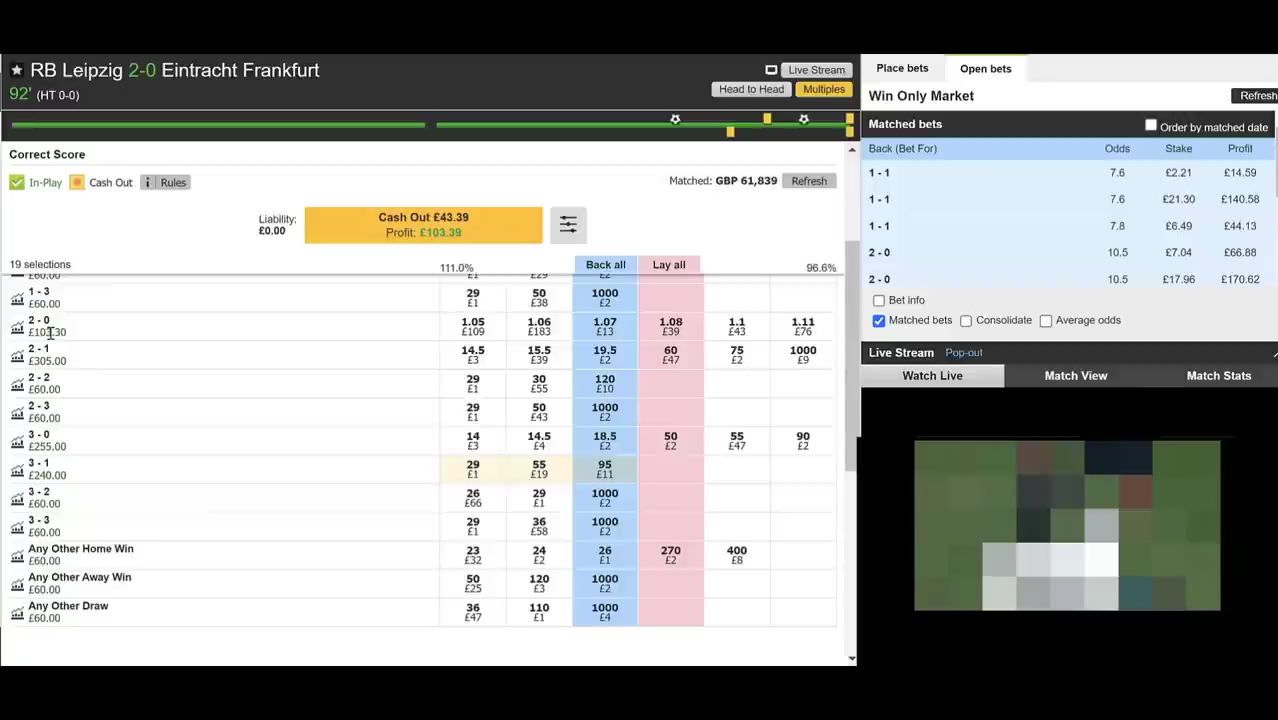 RB Leipzig 2-0 Eintracht Frankfurt
92' (HT 0-0)
Live Stream
Head to Head Multiples
Correct Score
In-Play Cash Out i Rules
Matched: GBP 61,839 Refresh
Liability:
£0.00
Cash Out £43.39
Profit: £103.39
19 selections 111.0% Back all Lay all 96.6%
£60.00 £1 £29 £2
1 - 3 29 50 1000
£60.00 £1 £38 £2
2 - 0 1.05 1.06 1.07 1.08 1.1 1.11
£103.30 £109 £183 £13 £39 £43 £76
2 - 1 14.5 15.5 19.5 60 75 1000
£305.00 £3 £39 £2 £47 £2 £9
2 - 2 29 30 120
£60.00 £1 £55 £10
2 - 3 29 50 1000
£60.00 £1 £43 £2
3 - 0 14 14.5 18.5 50 55 90
£255.00 £3 £4 £2 £2 £47 £2
3 - 1 29 55 95
£240.00 £1 £19 £11
3 - 2 26 29 1000
£60.00 £66 £1 £2
3 - 3 29 36 1000
£60.00 £1 £58 £2
Any Other Home Win 23 24 26 270 400
£60.00 £32 £2 £1 £2 £8
Any Other Away Win 50 120 1000
£60.00 £25 £3 £2
Any Other Draw 36 110 1000
£60.00 £47 £1 £4
Place bets Open bets
Win Only Market Refresh
Matched bets Order by matched date
Back (Bet For) Odds Stake Profit
1 - 1 7.6 £2.21 £14.59
1 - 1 7.6 £21.30 £140.58
1 - 1 7.8 £6.49 £44.13
2 - 0 10.5 £7.04 £66.88
2 - 0 10.5 £17.96 £170.62
Bet info
Matched bets Consolidate Average odds
Live Stream Pop-out
Watch Live Match View Match Stats